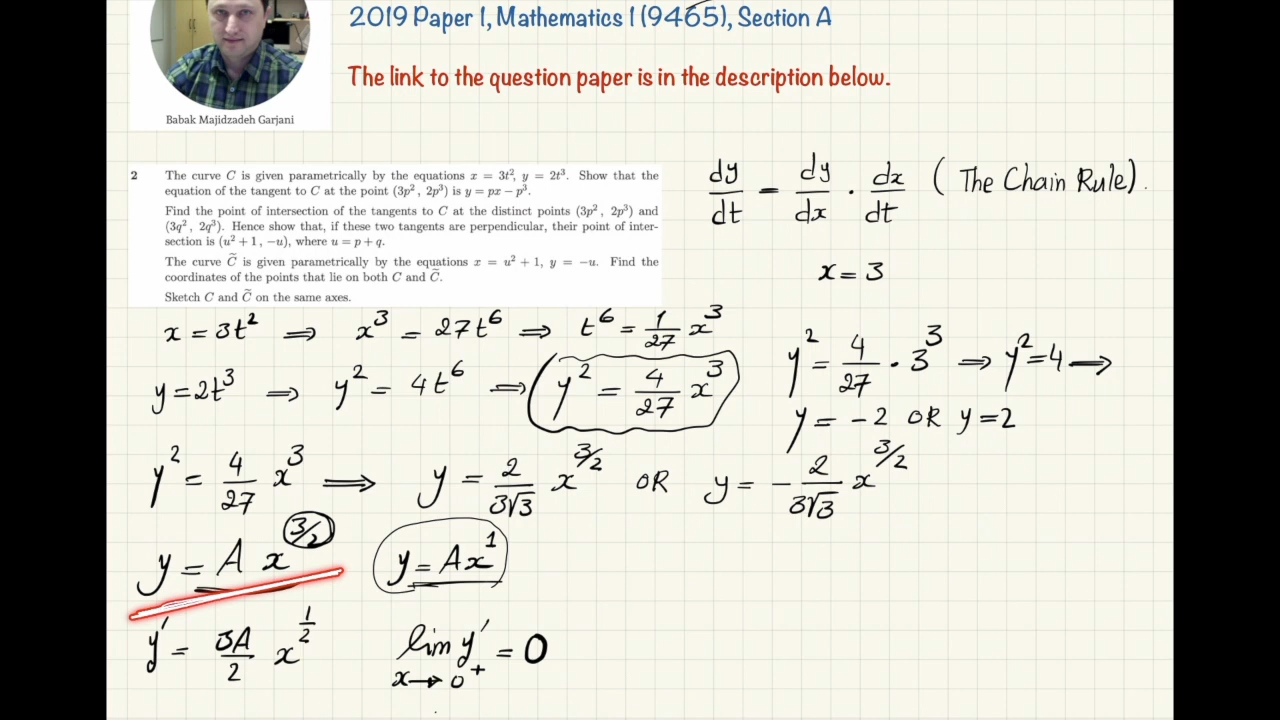 2019 Paper 1, Mathematics 1 (9465), Section A
The link to the question paper is in the description below.
Babak Majidzadeh Garjani
2 The curve C is given parametrically by the equations x = 3t², y = 2t³. Show that the
equation of the tangent to C at the point (3p², 2p³) is y = px − p³.
Find the point of intersection of the tangents to C at the distinct points (3p², 2p³) and
(3q², 2q³). Hence show that, if these two tangents are perpendicular, their point of inter-
section is (u² + 1, −u), where u = p + q.
The curve C̃ is given parametrically by the equations x = u² + 1, y = −u. Find the
coordinates of the points that lie on both C and C̃.
Sketch C and C̃ on the same axes.
dy/dt = dy/dx · dx/dt (The Chain Rule).
x = 3
x = 3t² ⇒ x³ = 27t⁶ ⇒ t⁶ = 1/27 x³
y = 2t³ ⇒ y² = 4t⁶ ⇒ y² = 4/27 x³
y² = 4/27 · 3³ ⇒ y² = 4 ⇒
y = −2 OR y = 2
y² = 4/27 x³ ⇒ y = 2/3√3 x^3/2 OR y = − 2/3√3 x^3/2
y = A x^3/2 y = Ax¹
y′ = 3A/2 x^1/2 lim y′ = 0
x → 0⁺